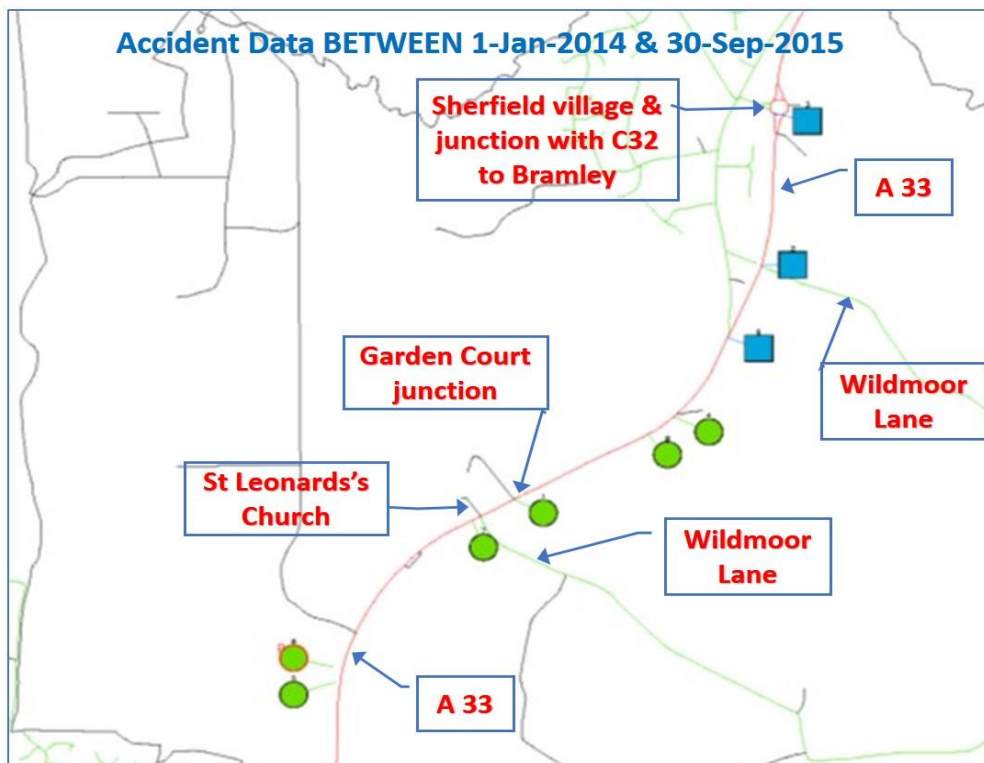 Accident Data BETWEEN 1-Jan-2014 & 30-Sep-2015
Sherfield village &
junction with C32
to Bramley
A 33
Garden Court
junction
Wildmoor
Lane
St Leonards's
Church
Wildmoor
Lane
A 33